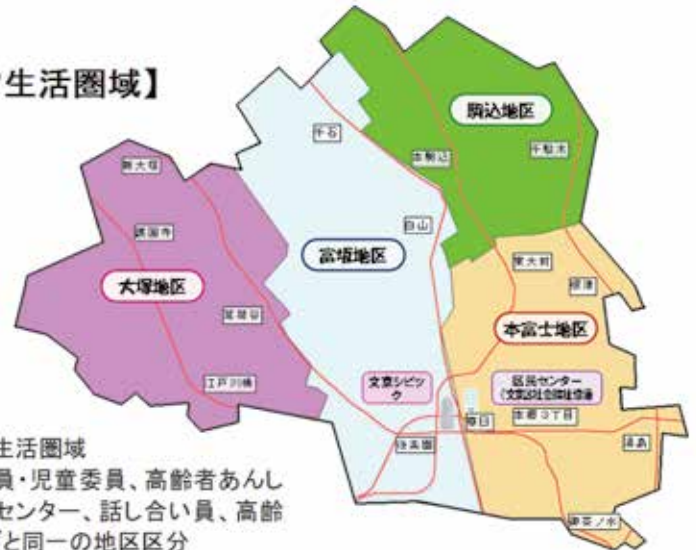 生活圏域】
駒込地区
千石
本駒込
千駄木
新大塚
白山
護国寺
富坂地区
東大前
根津
大塚地区
茗荷谷
本富士地区
江戸川橋
文京シビッ
ク
区民センター
本郷3丁目
春日
後楽園
湯島
御茶ノ水
生活圏域
員・児童委員、高齢者あんし
センター、話し合い員、高齢
と同一の地区区分